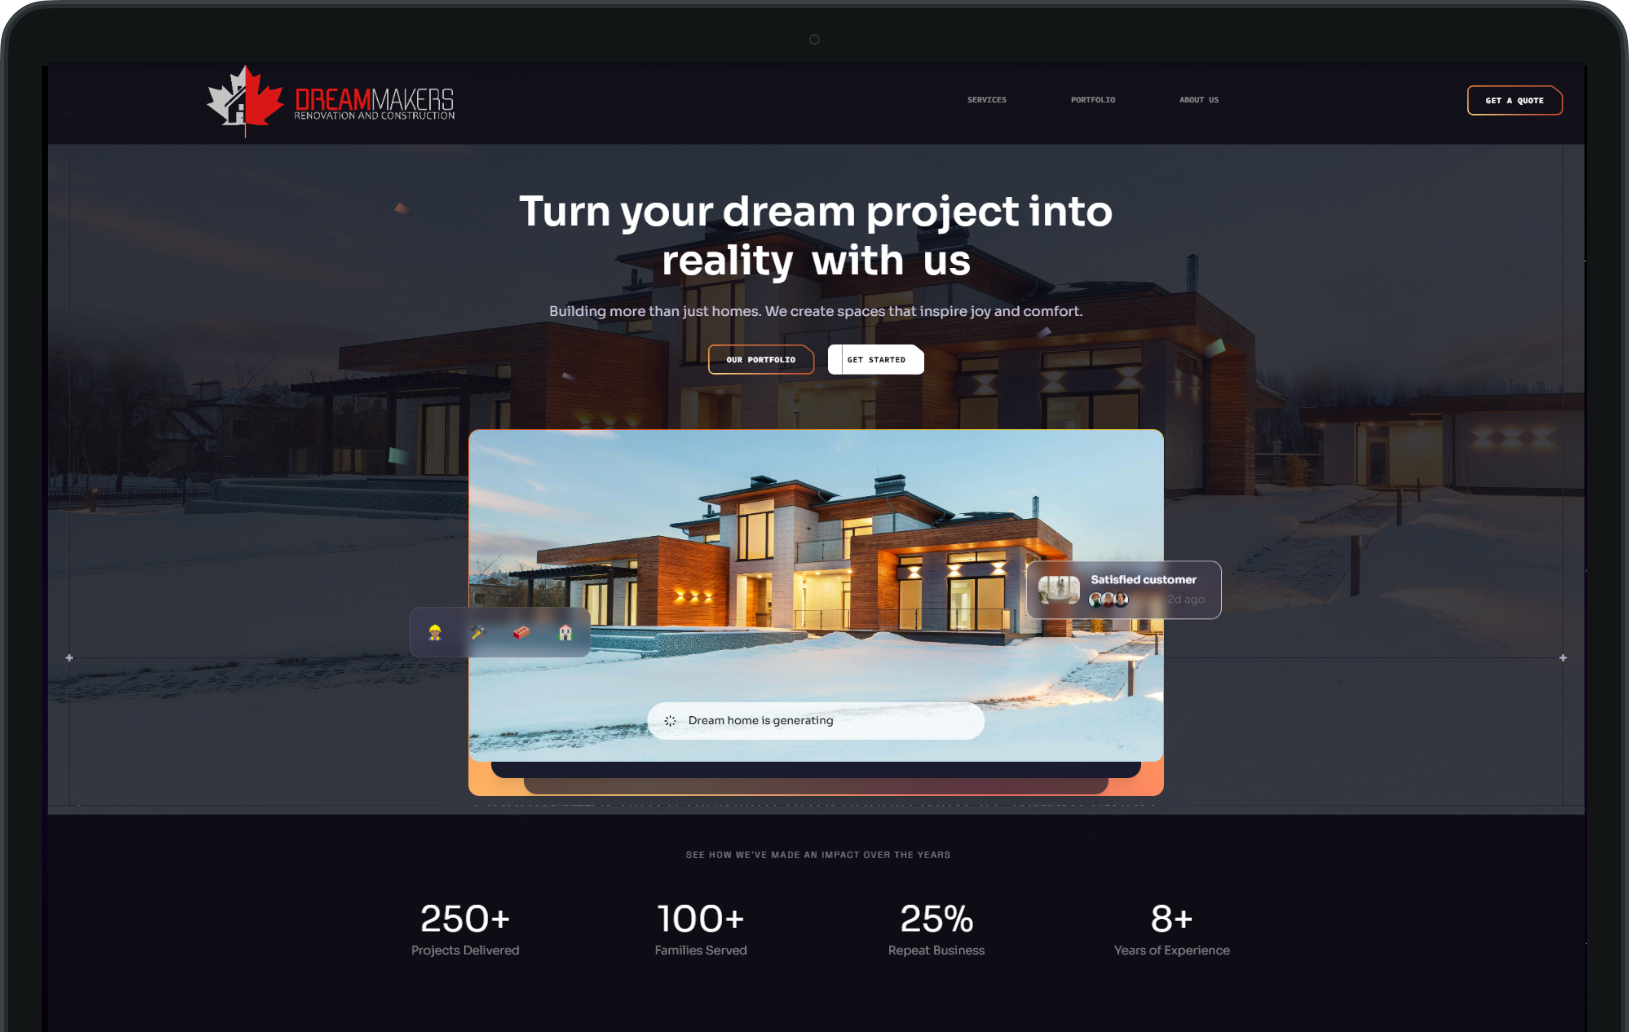 DREAMMAKERS
RENOVATION AND CONSTRUCTION
SERVICES
PORTFOLIO
ABOUT US
GET A QUOTE
Turn your dream project into
reality with us
Building more than just homes. We create spaces that inspire joy and comfort.
OUR PORTFOLIO
GET STARTED
Satisfied customer
2d ago
Dream home is generating
SEE HOW WE'VE MADE AN IMPACT OVER THE YEARS
250+
Projects Delivered
100+
Families Served
25%
Repeat Business
8+
Years of Experience